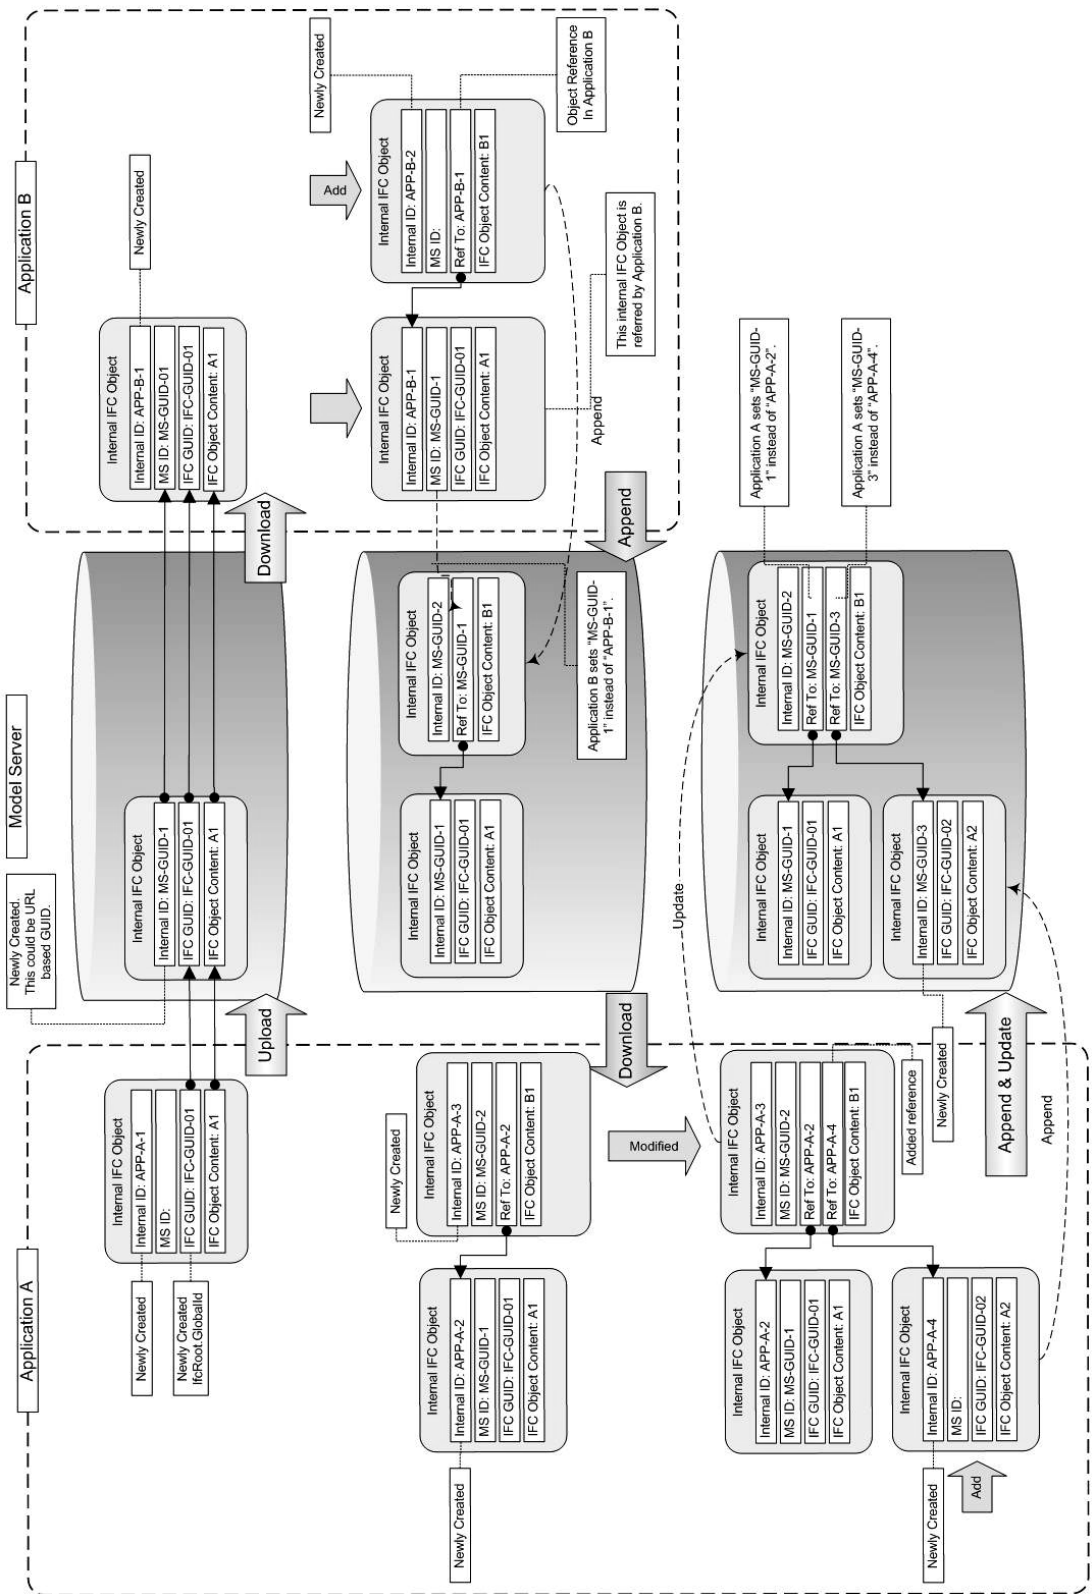 Application A
Model Server
Application B
Newly Created.
This could be URL
based GUID.
Newly Created
Newly Created
IfcRoot.GlobalId
Internal IFC Object
Internal ID: APP-A-1
MS ID:
IFC GUID: IFC-GUID-01
IFC Object Content: A1
Upload
Internal IFC Object
Internal ID: MS-GUID-1
IFC GUID: IFC-GUID-01
IFC Object Content: A1
Download
Internal IFC Object
Internal ID: APP-B-1
MS ID: MS-GUID-01
IFC GUID: IFC-GUID-01
IFC Object Content: A1
Newly Created
Newly Created
Internal IFC Object
Internal ID: APP-A-2
MS ID: MS-GUID-1
IFC GUID: IFC-GUID-01
IFC Object Content: A1
Newly Created
Internal IFC Object
Internal ID: APP-A-3
MS ID: MS-GUID-2
Ref To: APP-A-2
IFC Object Content: B1
Download
Internal IFC Object
Internal ID: MS-GUID-1
IFC GUID: IFC-GUID-01
IFC Object Content: A1
Internal IFC Object
Internal ID: MS-GUID-2
Ref To: MS-GUID-1
IFC Object Content: B1
Application B sets "MS-GUID-
1" instead of "APP-B-1".
Append
Append
Internal IFC Object
Internal ID: APP-B-1
MS ID: MS-GUID-1
IFC GUID: IFC-GUID-01
IFC Object Content: A1
This internal IFC Object is
referred by Application B.
Add
Newly Created
Internal IFC Object
Internal ID: APP-B-2
MS ID:
Ref To: APP-B-1
IFC Object Content: B1
Object Reference
In Application B
Modified
Internal IFC Object
Internal ID: APP-A-2
MS ID: MS-GUID-1
IFC GUID: IFC-GUID-01
IFC Object Content: A1
Internal IFC Object
Internal ID: APP-A-3
MS ID: MS-GUID-2
Ref To: APP-A-2
Ref To: APP-A-4
IFC Object Content: B1
Added reference
Newly Created
Add
Internal IFC Object
Internal ID: APP-A-4
MS ID:
IFC GUID: IFC-GUID-02
IFC Object Content: A2
Newly Created
Append & Update
Append
Update
Internal IFC Object
Internal ID: MS-GUID-1
IFC GUID: IFC-GUID-01
IFC Object Content: A1
Internal IFC Object
Internal ID: MS-GUID-3
IFC GUID: IFC-GUID-02
IFC Object Content: A2
Internal IFC Object
Internal ID: MS-GUID-2
Ref To: MS-GUID-1
Ref To: MS-GUID-3
IFC Object Content: B1
Application A sets "MS-GUID-
1" instead of "APP-A-2".
Application A sets "MS-GUID-
3" instead of "APP-A-4".